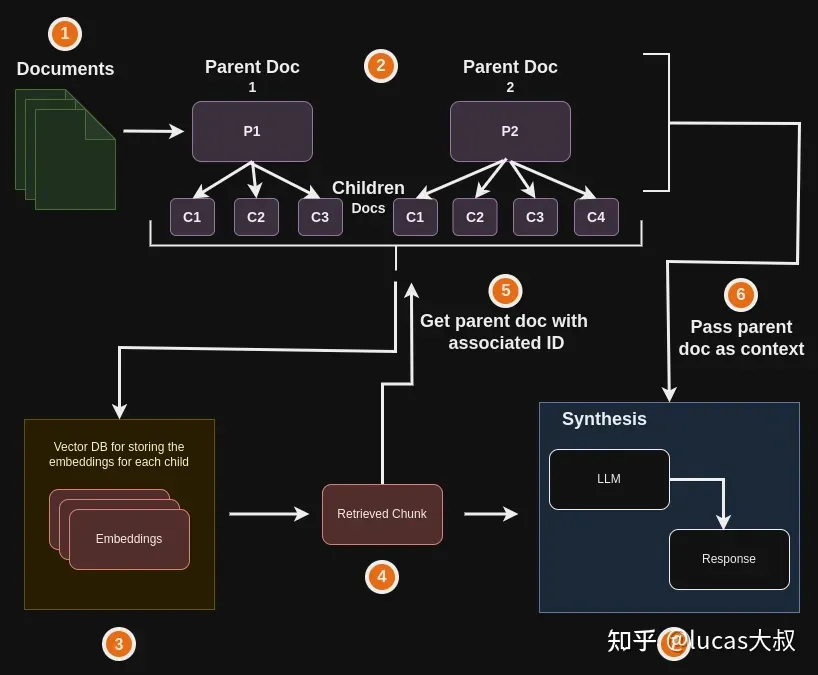 1
Documents
Parent Doc
1
2
Parent Doc
2
P1
P2
Children
Docs
C1
C2
C3
C1
C2
C3
C4
5
Get parent doc with
associated ID
6
Pass parent
doc as context
Vector DB for storing the
embeddings for each child
Embeddings
3
Retrieved Chunk
4
Synthesis
LLM
Response
知乎 @lucas大叔